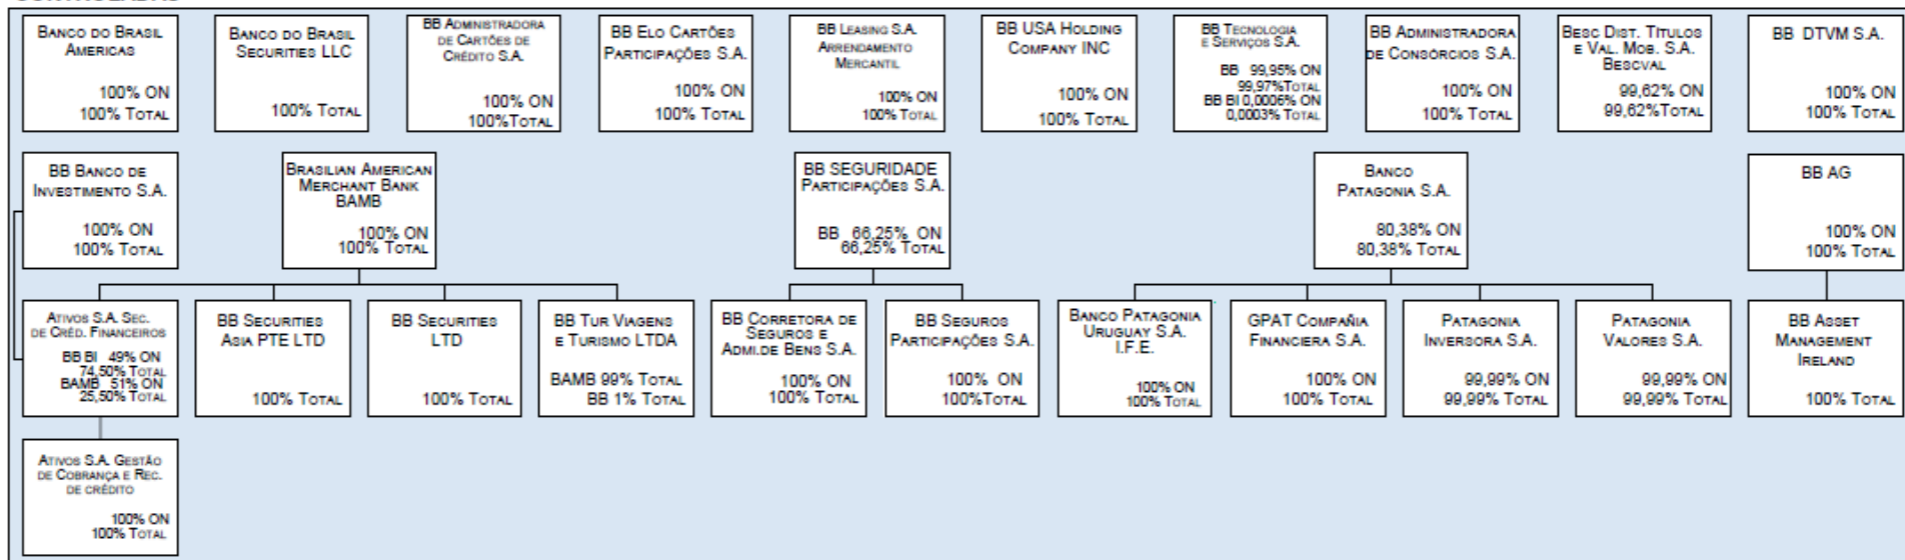 BANCO DO BRASIL
AMERICAS
100% ON
100% TOTAL
BANCO DO BRASIL
SECURITIES LLC
100% TOTAL
BB ADMINISTRADORA
DE CARTÕES DE
CRÉDITO S.A.
100% ON
100%TOTAL
BB ELO CARTÕES
PARTICIPAÇÕES S.A.
100% ON
100% TOTAL
BB LEASING S.A.
ARRENDAMENTO
MERCANTIL
100% ON
100% TOTAL
BB USA HOLDING
COMPANY INC
100% ON
100% TOTAL
BB TECNOLOGIA
E SERVIÇOS S.A.
BB 99,95% ON
99,97%TOTAL
BB BI 0,0006% ON
0,0003% TOTAL
BB ADMINISTRADORA
DE CONSÓRCIOS S.A.
100% ON
100% TOTAL
BESC DIST. TITULOS
E VAL. MOB. S.A.
BESCVAL
99,62% ON
99,62%TOTAL
BB DTVM S.A.
100% ON
100% TOTAL
BB BANCO DE
INVESTIMENTO S.A.
100% ON
100% TOTAL
BRASILIAN AMERICAN
MERCHANT BANK
BAMB
100% ON
100% TOTAL
BB SEGURIDADE
PARTICIPAÇÕES S.A.
BB 66,25% ON
66,25% TOTAL
BANCO
PATAGONIA S.A.
80,38% ON
80,38% TOTAL
BB AG
100% ON
100% TOTAL
ATIVOS S.A. SEC.
DE CRÉD. FINANCEIROS
BB BI 49% ON
74,50% TOTAL
BAMB 51% ON
25,50% TOTAL
BB SECURITIES
ASIA PTE LTD
100% TOTAL
BB SECURITIES
LTD
100% TOTAL
BB TUR VIAGENS
E TURISMO LTDA
BAMB 99% TOTAL
BB 1% TOTAL
BB CORRETORA DE
SEGUROS E
ADMI.DE BENS S.A.
100% ON
100% TOTAL
BB SEGUROS
PARTICIPAÇÕES S.A.
100% ON
100%TOTAL
BANCO PATAGONIA
URUGUAY S.A.
I.F.E.
100% ON
100% TOTAL
GPAT COMPAÑIA
FINANCIERA S.A.
100% ON
100% TOTAL
PATAGONIA
INVERSORA S.A.
99,99% ON
99,99% TOTAL
PATAGONIA
VALORES S.A.
99,99% ON
99,99% TOTAL
BB ASSET
MANAGEMENT
IRELAND
100% TOTAL
ATIVOS S.A. GESTÃO
DE COBRANÇA E REC.
DE CRÉDITO
100% ON
100% TOTAL